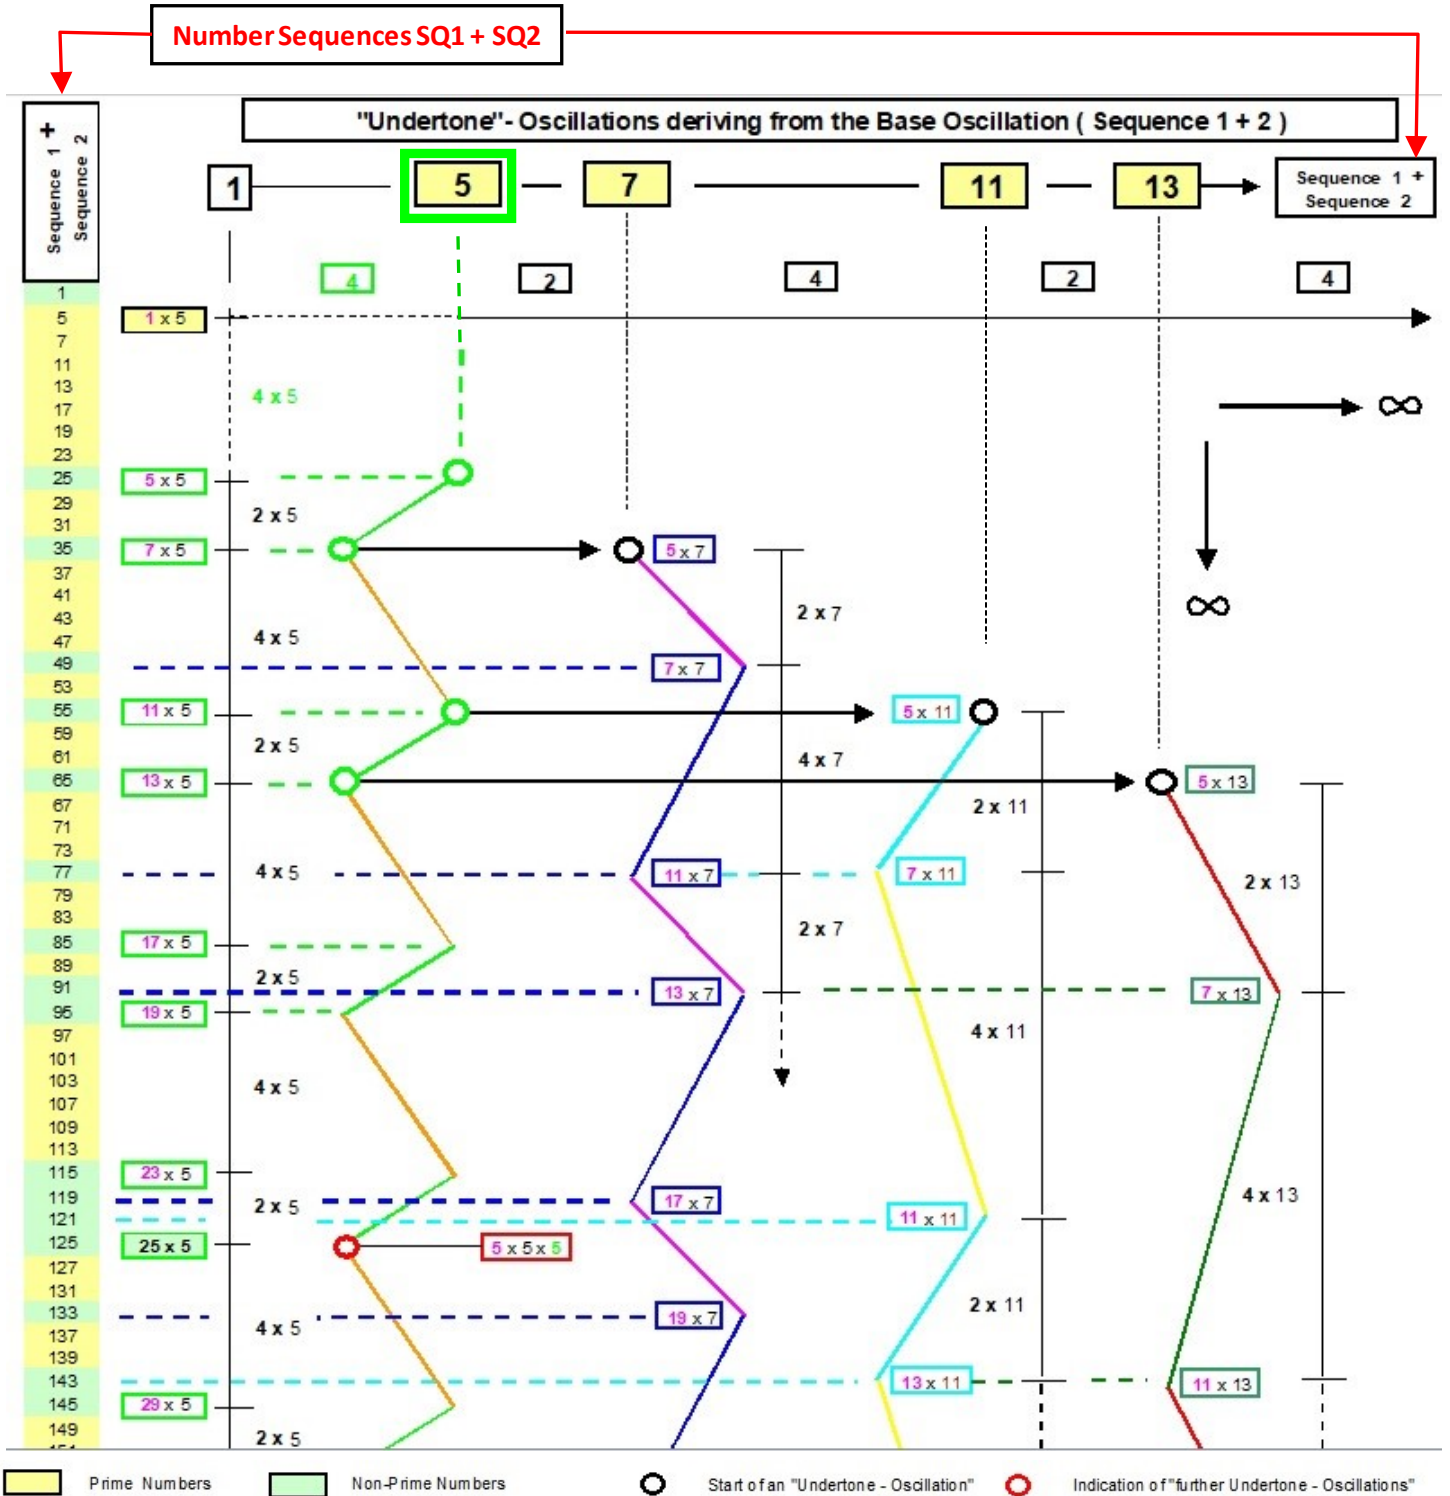 Number Sequences SQ1 + SQ2
"Undertone"- Oscillations deriving from the Base Oscillation ( Sequence 1 + 2 )
Sequence 1 +
Sequence 2
1
5
7
11
13
Sequence 1 +
Sequence 2
4
2
4
2
4
1
5
1 x 5
7
11
13
4 x 5
17
19
23
25
5 x 5
29
2 x 5
31
35
7 x 5
5 x 7
37
41
43
2 x 7
47
4 x 5
49
7 x 7
53
55
11 x 5
5 x 11
59
2 x 5
61
4 x 7
65
13 x 5
5 x 13
67
2 x 11
71
73
77
4 x 5
11 x 7
7 x 11
2 x 13
79
83
2 x 7
85
17 x 5
89
2 x 5
91
13 x 7
7 x 13
95
19 x 5
97
4 x 11
101
103
4 x 5
107
109
113
115
23 x 5
119
2 x 5
17 x 7
4 x 13
121
11 x 11
125
25 x 5
5 x 5 x 5
127
131
2 x 11
133
19 x 7
137
4 x 5
139
143
13 x 11
11 x 13
145
29 x 5
149
2 x 5
151
Prime Numbers
Non-Prime Numbers
Start of an "Undertone - Oscillation"
Indication of "further Undertone - Oscillations"